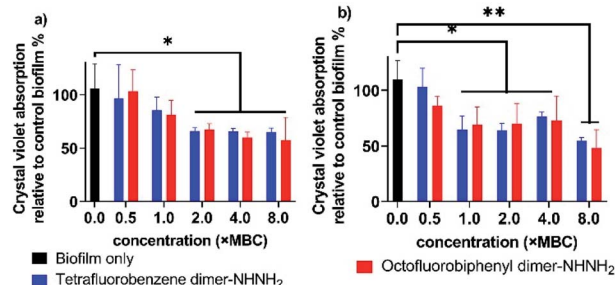 a)
*
Crystal violet absorption
relative to control biofilm %
100
50
0
0.0 0.5 1.0 2.0 4.0 8.0
concentration (×MBC)
b)
**
*
Crystal violet absorption
relative to control biofilm %
100
50
0
0.0 0.5 1.0 2.0 4.0 8.0
concentration (×MBC)
Biofilm only
Tetrafluorobenzene dimer-NHNH₂
Octofluorobiphenyl dimer-NHNH₂